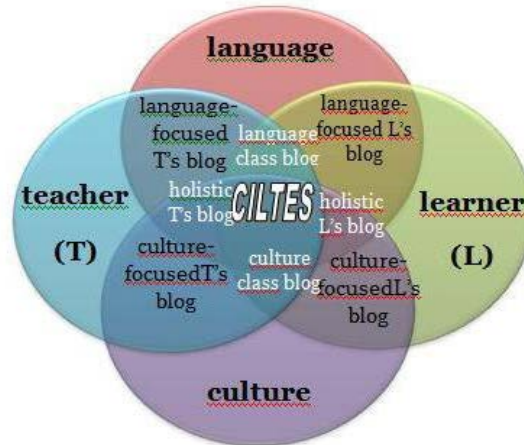 language
language-
focused
T's blog
language
class blog
language-
focused L's
blog
teacher
(T)
holistic
T's blog
CILTES
holistic
L's blog
learner
(L)
culture-
focusedT's
blog
culture
class blog
culture-
focusedL's
blog
culture